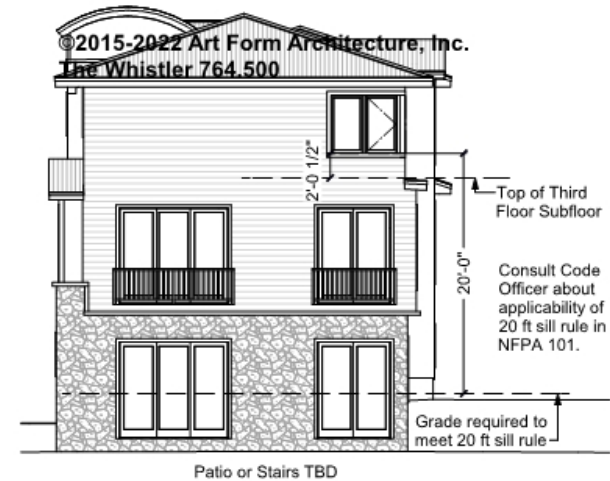 ©2015-2022 Art Form Architecture, Inc.
The Whistler 764.500
2'-0 1/2"
Top of Third
Floor Subfloor
20'-0"
Consult Code
Officer about
applicability of
20 ft sill rule in
NFPA 101.
Grade required to
meet 20 ft sill rule
Patio or Stairs TBD